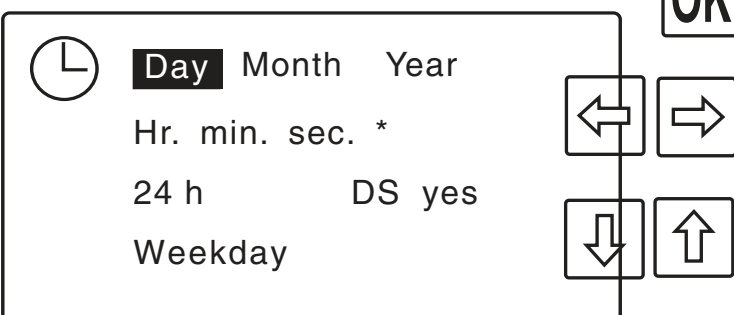 OK
Day Month Year
Hr. min. sec. *
24 h DS yes
Weekday